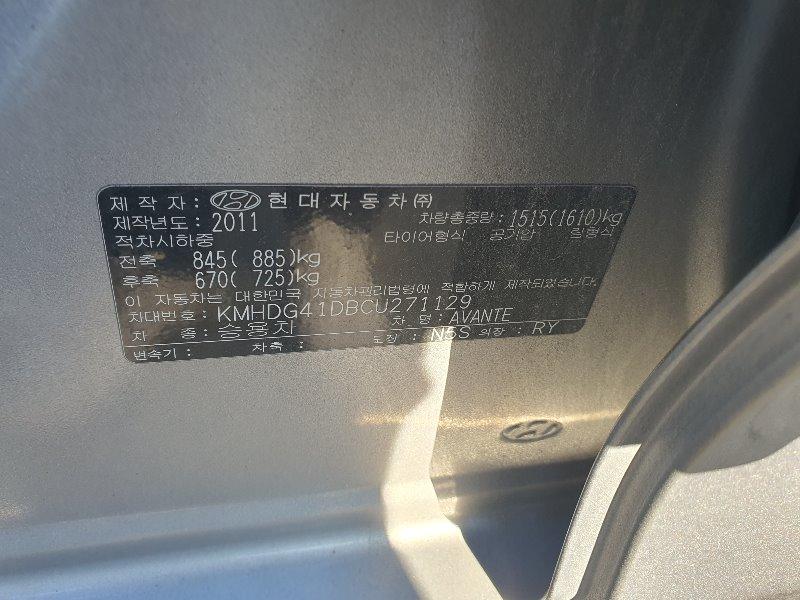 제 작 자 : 현대자동차㈜
제작년도 : 2011 차량총중량 : 1515(1610)kg
적차시하중 타이어형식 공기압 림형식
전축 845( 885)kg
후축 670( 725)kg
이 자동차는 대한민국 자동차관리법령에 적합하게 제작되었습니다.
차대번호 : KMHDG41DBCU271129
차 종 : 승용차 차 명 : AVANTE
변속기 : 차축 : 도장 : N5S 외장 : RY